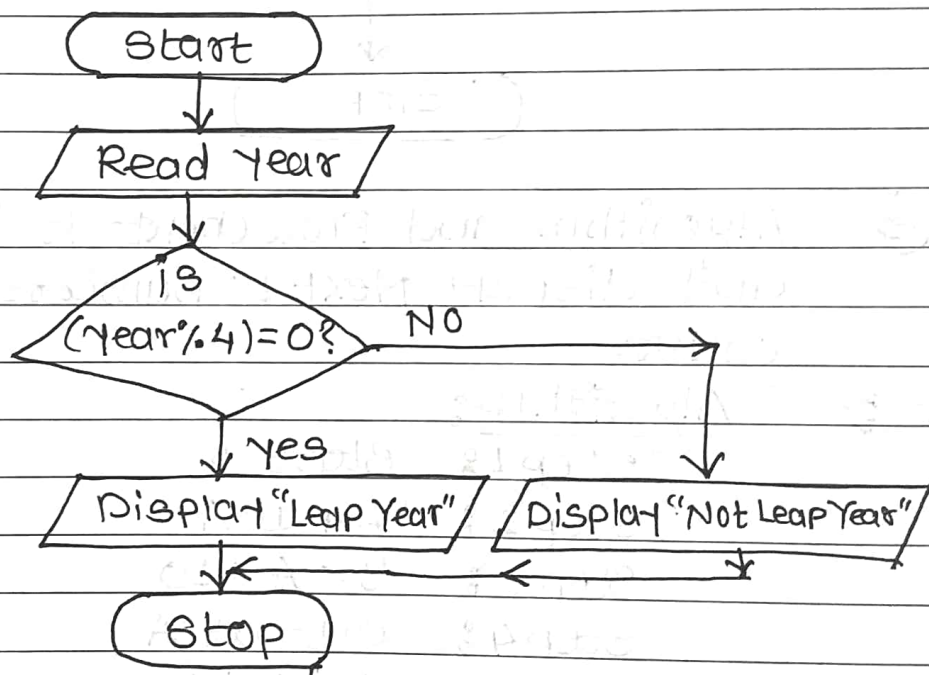 Start
Read Year
is
(year%4)=0?
NO
yes
Display "Leap Year"
Display "Not Leap Year"
Stop